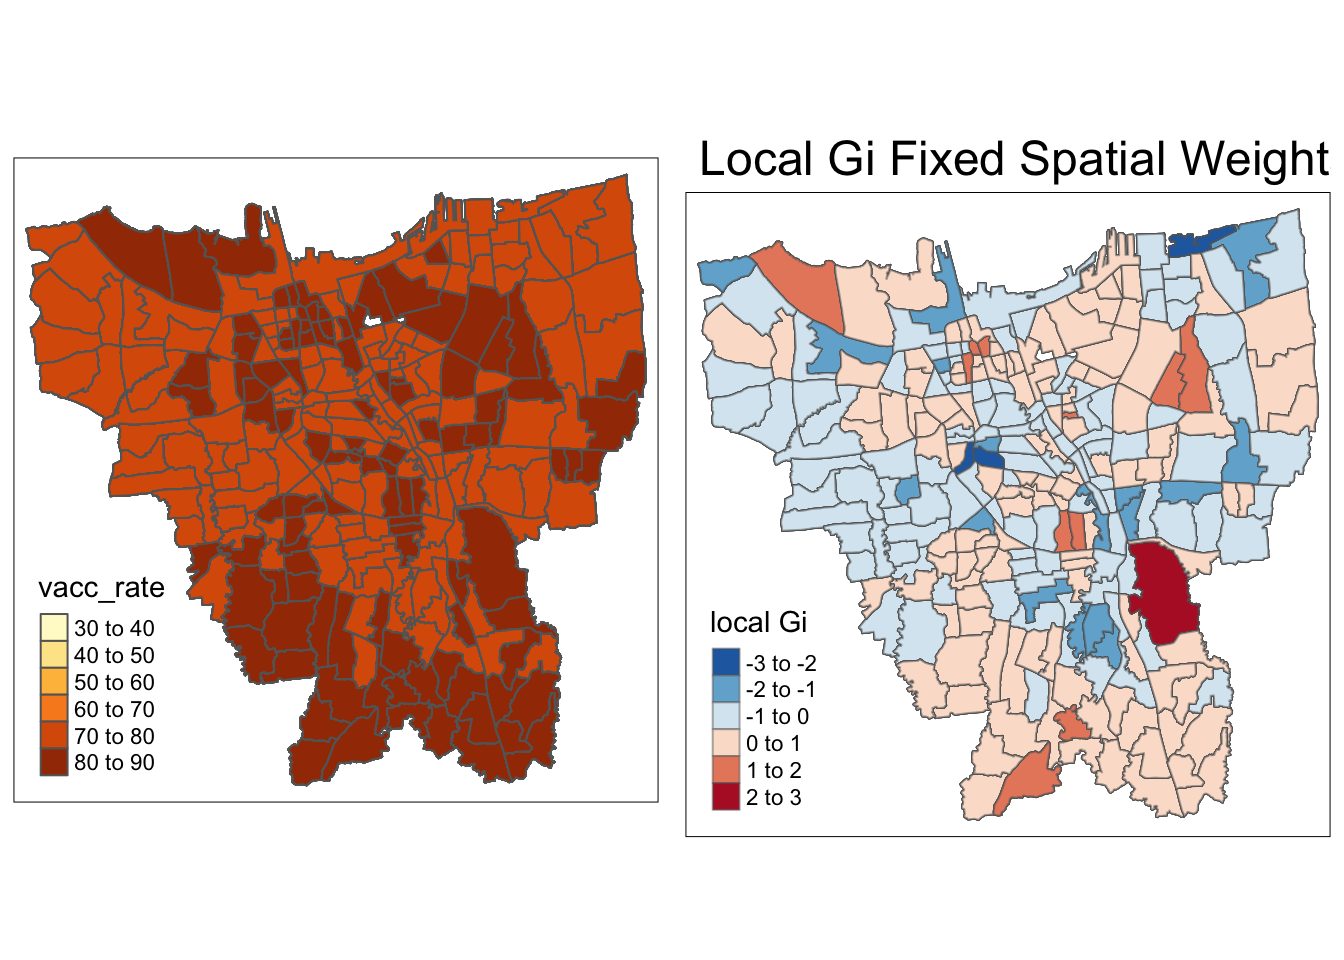 Local Gi Fixed Spatial Weight
vacc_rate
30 to 40
40 to 50
50 to 60
60 to 70
70 to 80
80 to 90
local Gi
-3 to -2
-2 to -1
-1 to 0
0 to 1
1 to 2
2 to 3